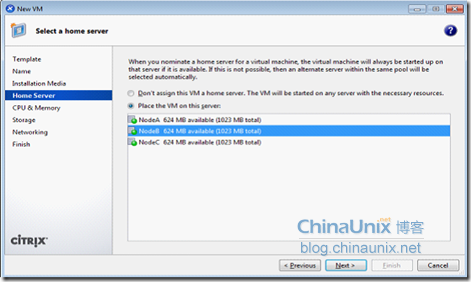 New VM
Select a home server
Template
Name
Installation Media
Home Server
CPU & Memory
Storage
Networking
Finish
CITRIX
When you nominate a home server for a virtual machine, the virtual machine will always be started up on
that server if it is available. If this is not possible, then an alternate server within the same pool will be
selected automatically.
Don't assign this VM a home server. The VM will be started on any server with the necessary resources.
Place the VM on this server:
NodeA 624 MB available (1023 MB total)
NodeB 624 MB available (1023 MB total)
NodeC 624 MB available (1023 MB total)
ChinaUnix.net 博客
blog.chinaunix.net
< Previous
Next >
Finish
Cancel